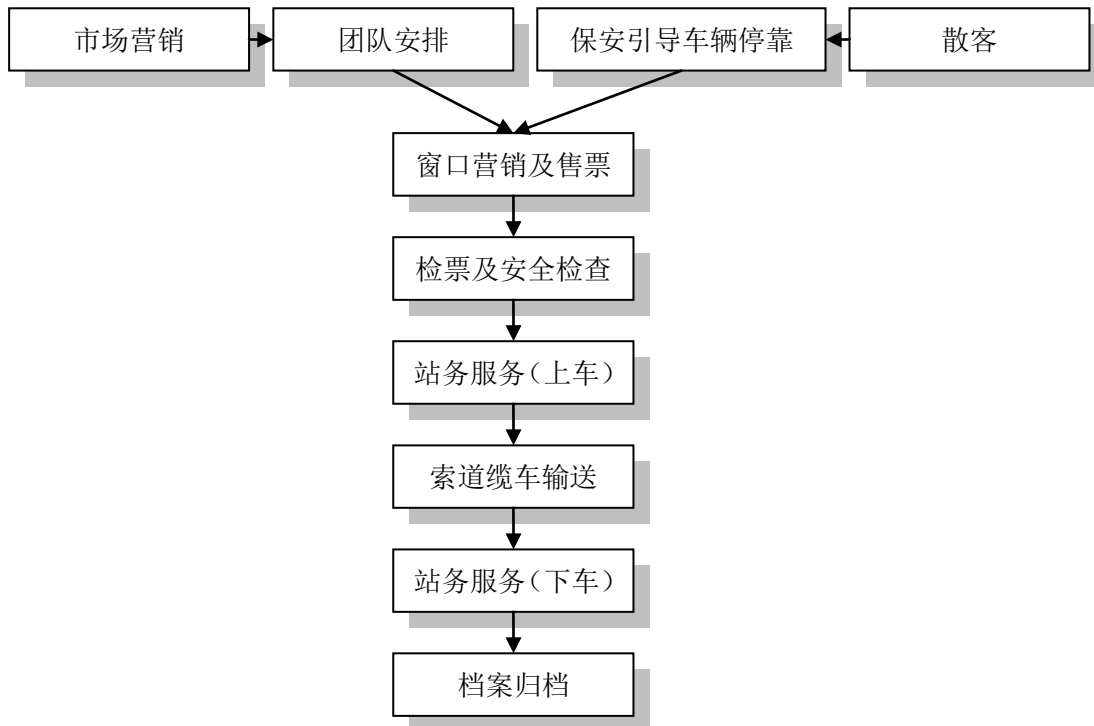 市场营销
团队安排
保安引导车辆停靠
散客
窗口营销及售票
检票及安全检查
站务服务（上车）
索道缆车输送
站务服务（下车）
档案归档